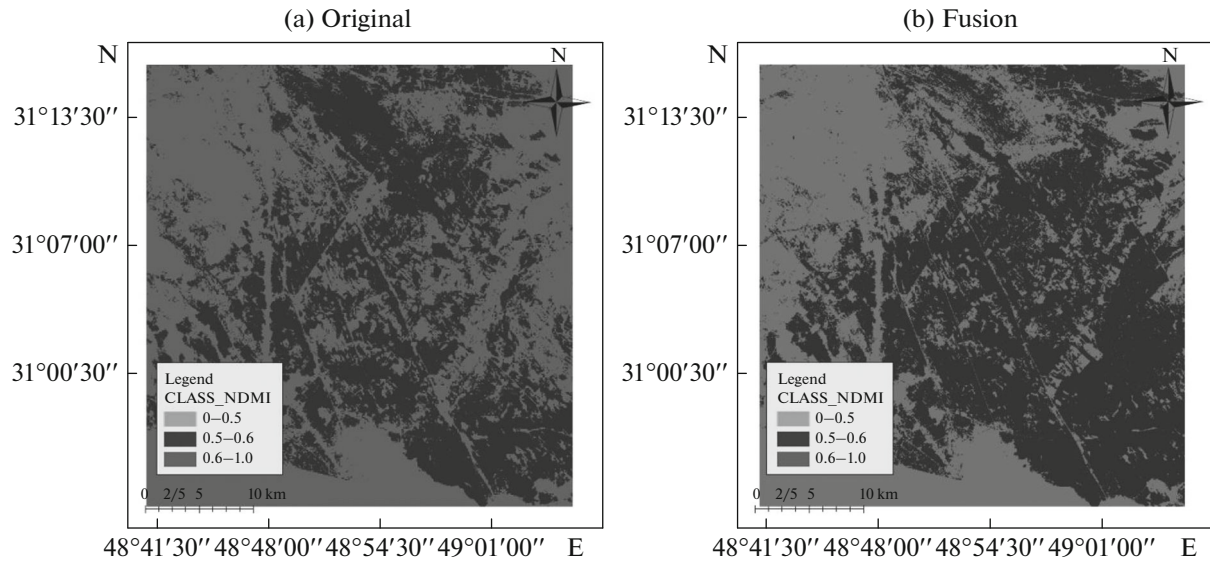 (a) Original
N
N
31°13′30′′
31°07′00′′
31°00′30′′
Legend
CLASS_NDMI
0–0.5
0.5–0.6
0.6–1.0
0 2/5 5 10 km
48°41′30′′ 48°48′00′′ 48°54′30′′ 49°01′00′′ E
(b) Fusion
N
N
31°13′30′′
31°07′00′′
31°00′30′′
Legend
CLASS_NDMI
0–0.5
0.5–0.6
0.6–1.0
0 2/5 5 10 km
48°41′30′′ 48°48′00′′ 48°54′30′′ 49°01′00′′ E